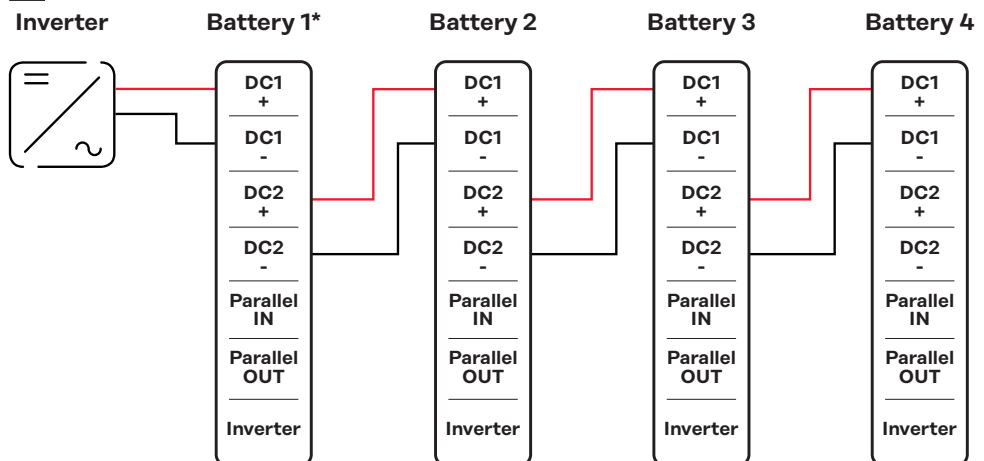 Inverter
Battery 1*
Battery 2
Battery 3
Battery 4
DC1
+
DC1
-
DC2
+
DC2
-
Parallel
IN
Parallel
OUT
Inverter
DC1
+
DC1
-
DC2
+
DC2
-
Parallel
IN
Parallel
OUT
Inverter
DC1
+
DC1
-
DC2
+
DC2
-
Parallel
IN
Parallel
OUT
Inverter
DC1
+
DC1
-
DC2
+
DC2
-
Parallel
IN
Parallel
OUT
Inverter